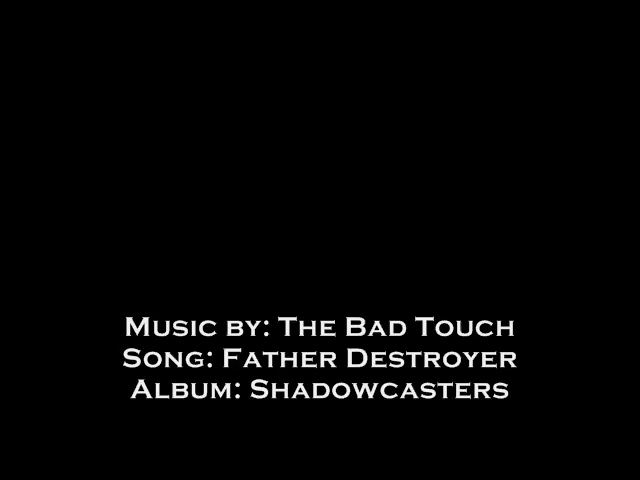 Music by: The Bad Touch
Song: Father Destroyer
Album: Shadowcasters